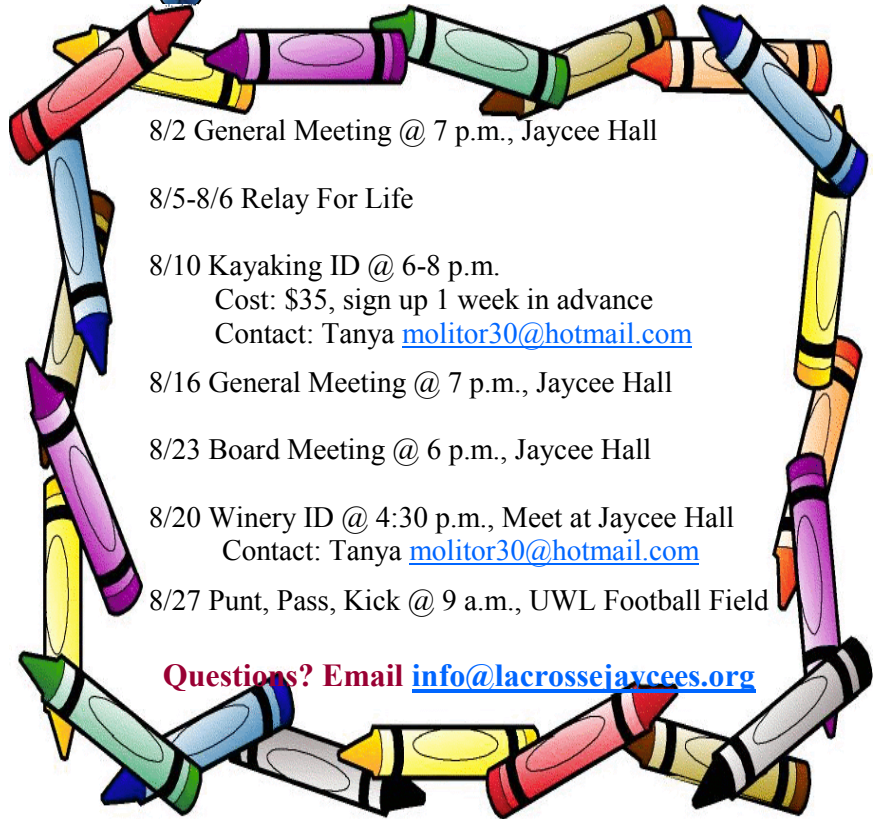 8/2 General Meeting @ 7 p.m., Jaycee Hall
8/5-8/6 Relay For Life
8/10 Kayaking ID @ 6-8 p.m.
Cost: $35, sign up 1 week in advance
Contact: Tanya molitor30@hotmail.com
8/16 General Meeting @ 7 p.m., Jaycee Hall
8/23 Board Meeting @ 6 p.m., Jaycee Hall
8/20 Winery ID @ 4:30 p.m., Meet at Jaycee Hall
Contact: Tanya molitor30@hotmail.com
8/27 Punt, Pass, Kick @ 9 a.m., UWL Football Field
Questions? Email info@lacrossejaycees.org